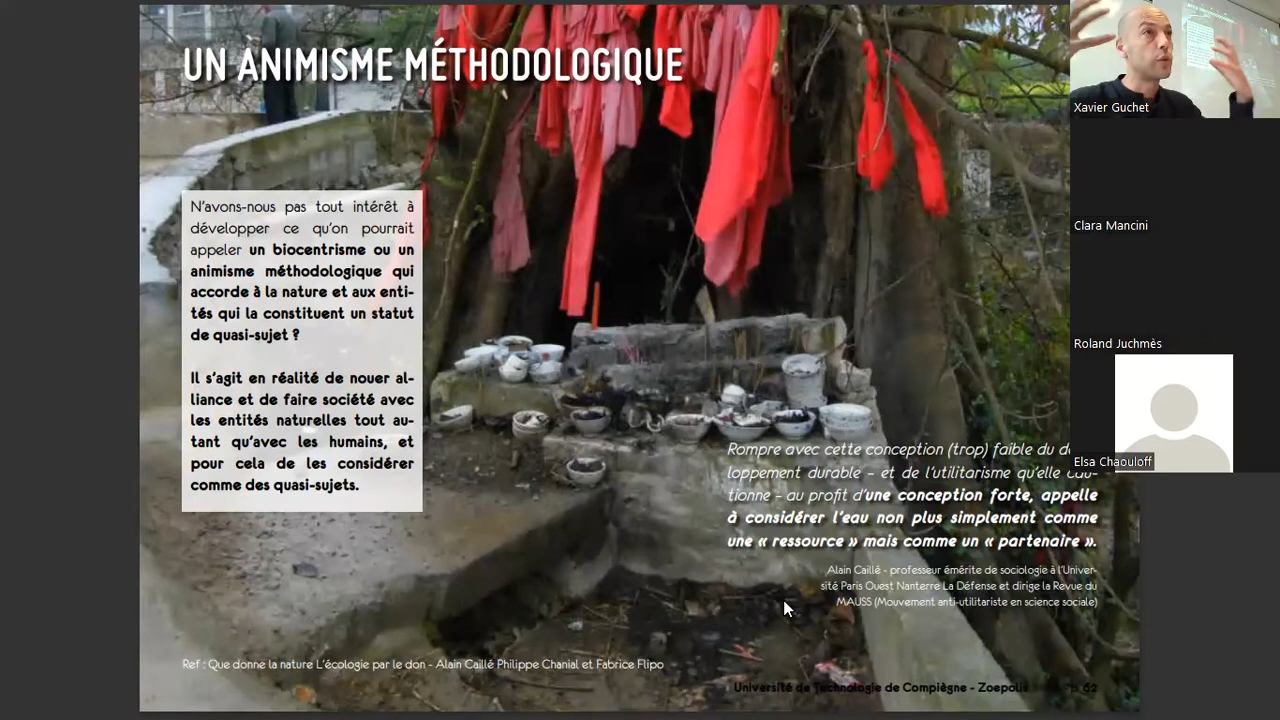 UN ANIMISME MÉTHODOLOGIQUE
N'avons-nous pas tout intérêt à
développer ce qu'on pourrait
appeler un biocentrisme ou un
animisme méthodologique qui
accorde à la nature et aux enti-
tés qui la constituent un statut
de quasi-sujet ?
Il s'agit en réalité de nouer al-
liance et de faire société avec
les entités naturelles tout au-
tant qu'avec les humains, et
pour cela de les considérer
comme des quasi-sujets.
Rompre avec cette conception (trop) faible du
loppement durable - et de l'utilitarisme qu'elle
tionne - au profit d'une conception forte, appelle
à considérer l'eau non plus simplement comme
une « ressource » mais comme un « partenaire ».
Alain Caillé - professeur émérite de sociologie à l'Univer-
sité Paris Ouest Nanterre La Défense et dirige la Revue du
MAUSS (Mouvement anti-utilitariste en science sociale)
Ref : Que donne la nature L'écologie par le don - Alain Caillé Philippe Chanial et Fabrice Flipo
Université de Technologie de Compiègne - Zoepolis 62
Xavier Guchet
Clara Mancini
Roland Juchmès
Elsa Chaouloff